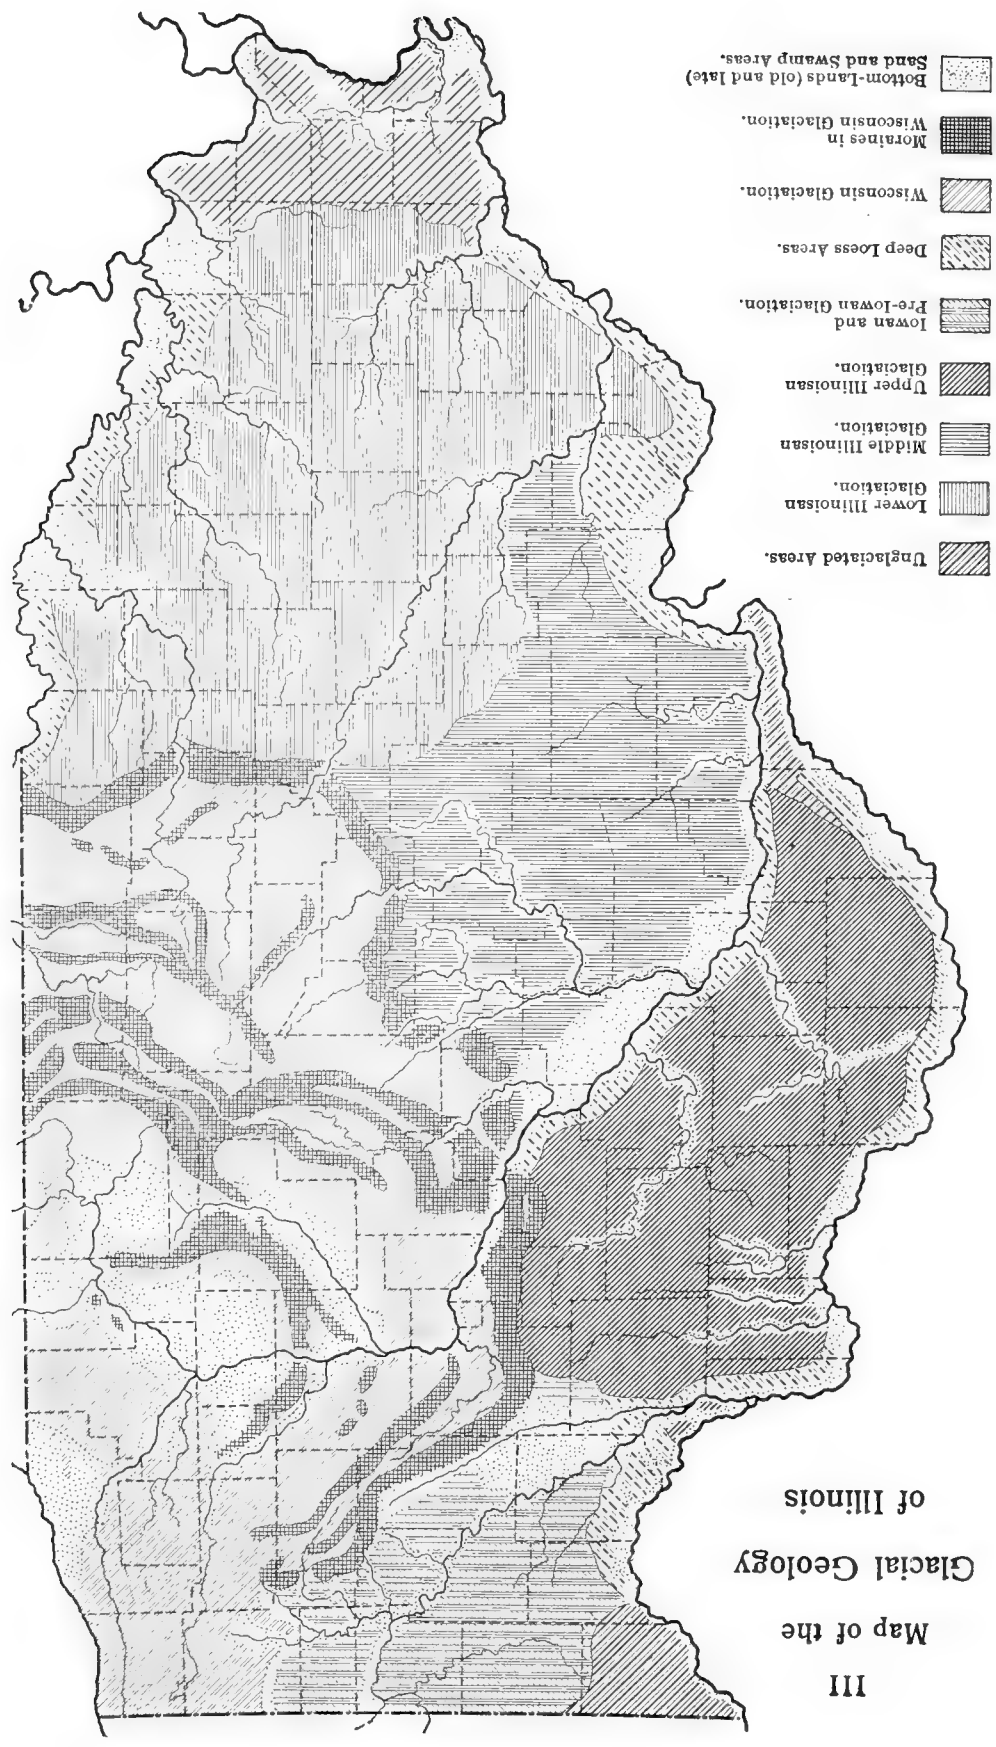 III
Map of the
Glacial Geology
of Illinois
Unglaciated Areas.
Lower Illinoisan
Glaciation.
Middle Illinoisan
Glaciation.
Upper Illinoisan
Glaciation.
Iowan and
Pre-Iowan Glaciation.
Deep Loess Areas.
Wisconsin Glaciation.
Moraines in
Wisconsin Glaciation.
Bottom-Lands (old and late)
Sand and Swamp Areas.